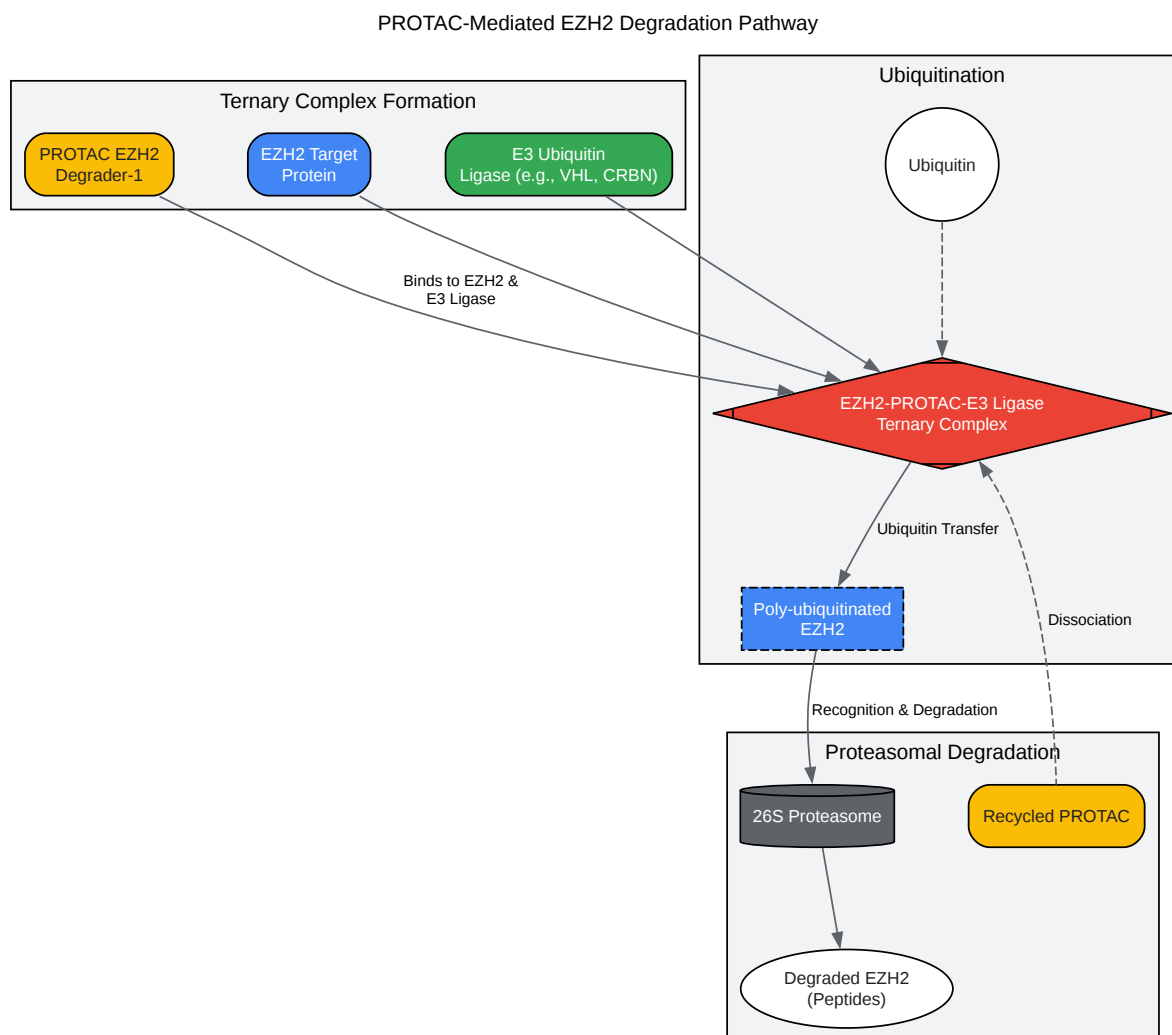 PROTAC-Mediated EZH2 Degradation Pathway
Ternary Complex Formation
PROTAC EZH2
Degrader-1
EZH2 Target
Protein
E3 Ubiquitin
Ligase (e.g., VHL, CRBN)
Ubiquitination
Ubiquitin
Binds to EZH2 &
E3 Ligase
EZH2-PROTAC-E3 Ligase
Ternary Complex
Ubiquitin Transfer
Poly-ubiquitinated
EZH2
Dissociation
Recognition & Degradation
Proteasomal Degradation
26S Proteasome
Recycled PROTAC
Degraded EZH2
(Peptides)